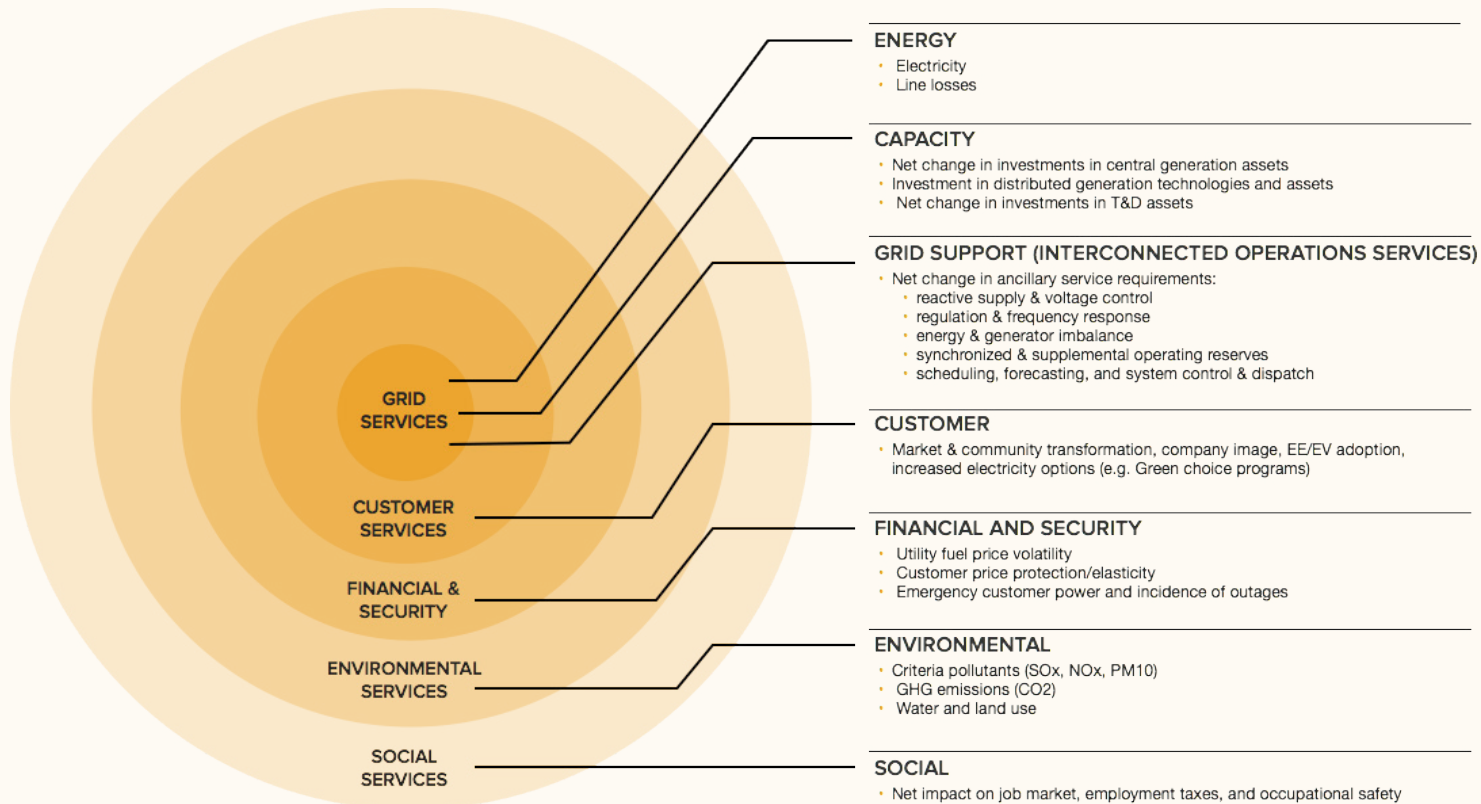 GRID
SERVICES
CUSTOMER
SERVICES
FINANCIAL &
SECURITY
ENVIRONMENTAL
SERVICES
SOCIAL
SERVICES
ENERGY
• Electricity
• Line losses
CAPACITY
• Net change in investments in central generation assets
• Investment in distributed generation technologies and assets
• Net change in investments in T&D assets
GRID SUPPORT (INTERCONNECTED OPERATIONS SERVICES)
• Net change in ancillary service requirements:
• reactive supply & voltage control
• regulation & frequency response
• energy & generator imbalance
• synchronized & supplemental operating reserves
• scheduling, forecasting, and system control & dispatch
CUSTOMER
• Market & community transformation, company image, EE/EV adoption,
increased electricity options (e.g. Green choice programs)
FINANCIAL AND SECURITY
• Utility fuel price volatility
• Customer price protection/elasticity
• Emergency customer power and incidence of outages
ENVIRONMENTAL
• Criteria pollutants (SOx, NOx, PM10)
• GHG emissions (CO2)
• Water and land use
SOCIAL
• Net impact on job market, employment taxes, and occupational safety